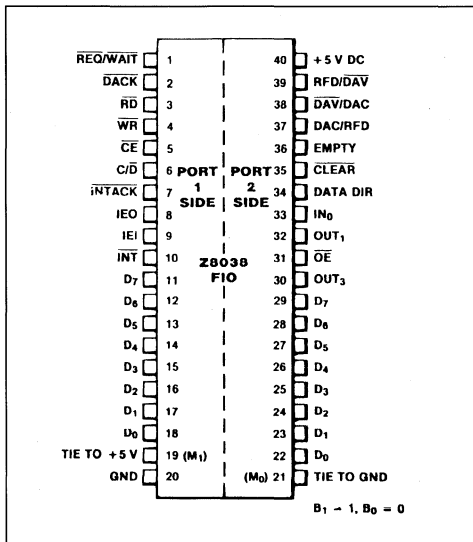 REQ/WAIT 1 40 +5 V DC
DACK 2 39 RFD/DAV
RD 3 38 DAV/DAC
WR 4 37 DAC/RFD
CE 5 36 EMPTY
C/D 6 PORT PORT 35 CLEAR
INTACK 7 1 2 34 DATA DIR
SIDE SIDE
IEO 8 33 IN₀
IEI 9 32 OUT₁
INT 10 Z8038 31 OE
FIO
D₇ 11 30 OUT₃
D₆ 12 29 D₇
D₅ 13 28 D₆
D₄ 14 27 D₅
D₃ 15 26 D₄
D₂ 16 25 D₃
D₁ 17 24 D₂
D₀ 18 23 D₁
TIE TO +5 V 19 (M₁) 22 D₀
GND 20 (M₀) 21 TIE TO GND
B₁ – 1, B₀ = 0